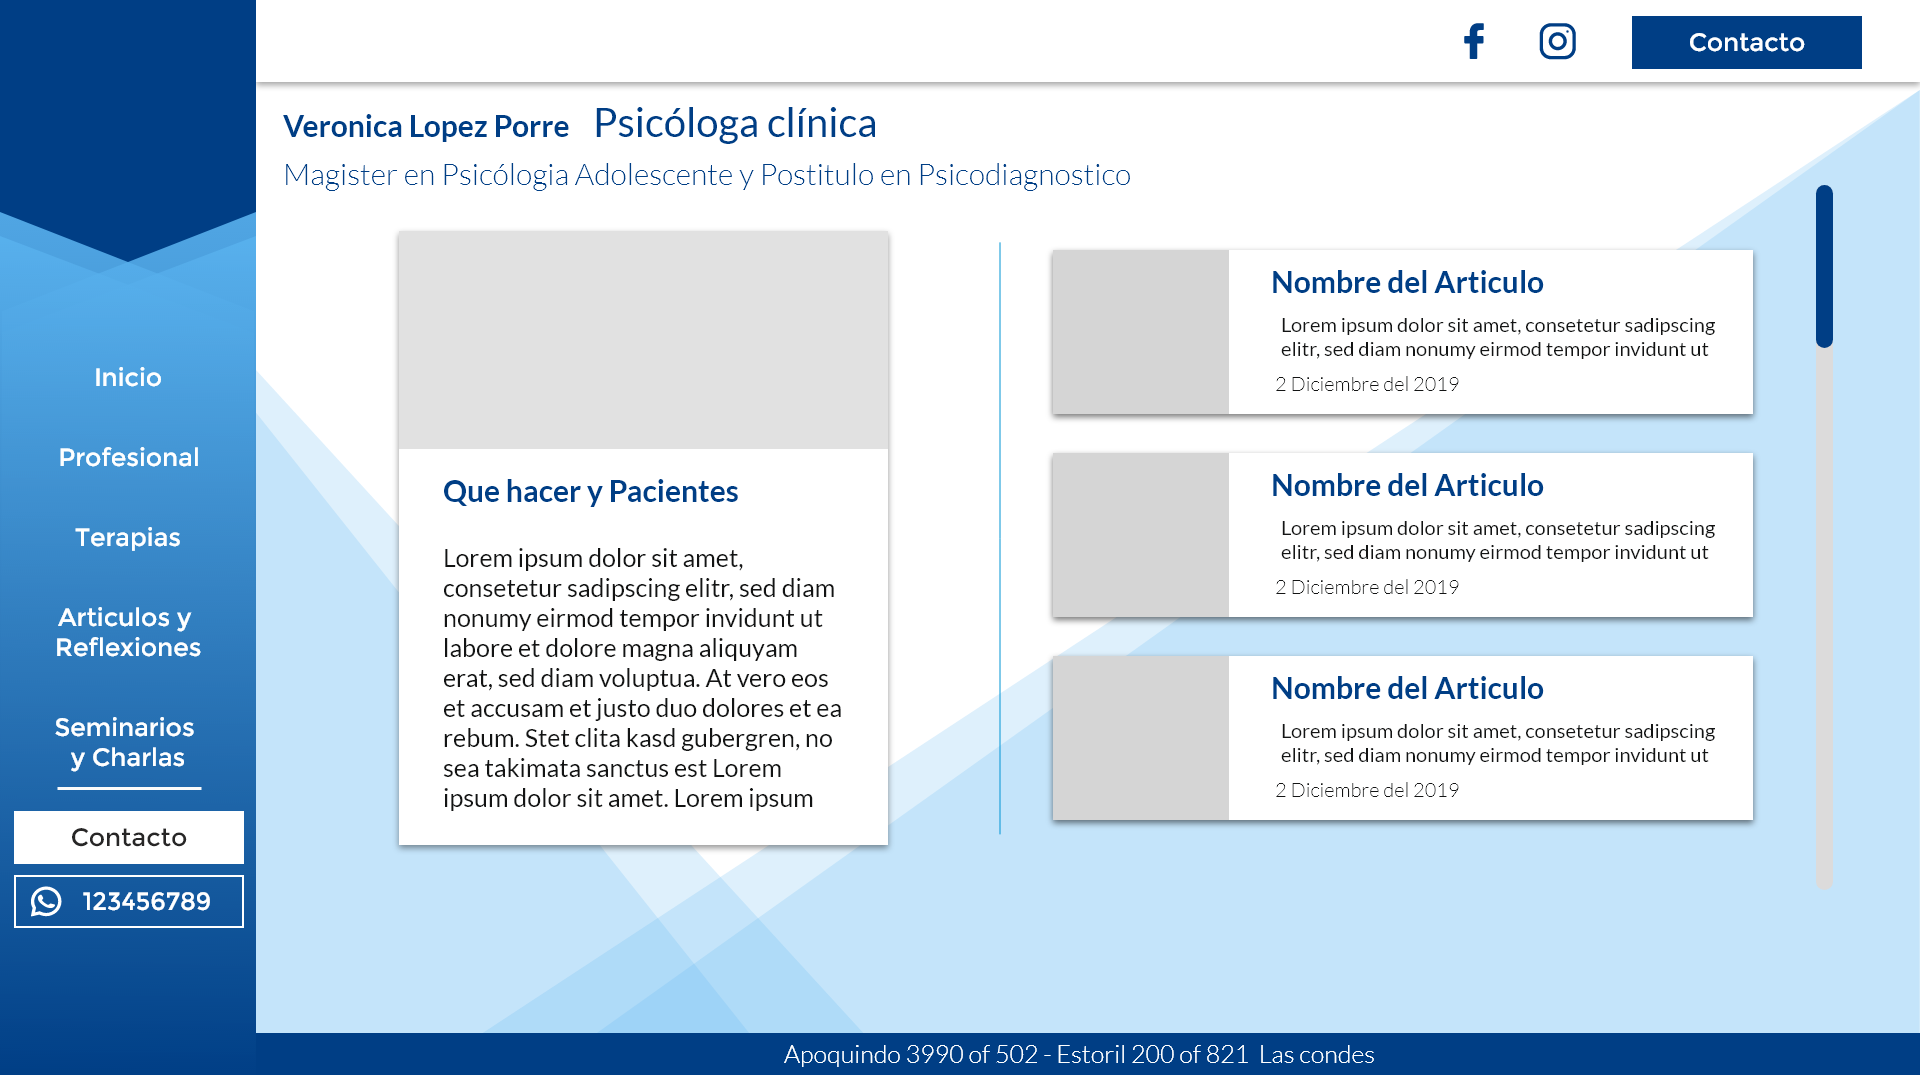 Contacto
Veronica Lopez Porre Psicóloga clínica
Magister en Psicólogia Adolescente y Postitulo en Psicodiagnostico
Inicio
Profesional
Terapias
Articulos y
Reflexiones
Seminarios
y Charlas
Contacto
123456789
Que hacer y Pacientes
Lorem ipsum dolor sit amet,
consetetur sadipscing elitr, sed diam
nonumy eirmod tempor invidunt ut
labore et dolore magna aliquyam
erat, sed diam voluptua. At vero eos
et accusam et justo duo dolores et ea
rebum. Stet clita kasd gubergren, no
sea takimata sanctus est Lorem
ipsum dolor sit amet. Lorem ipsum
Nombre del Articulo
Lorem ipsum dolor sit amet, consetetur sadipscing
elitr, sed diam nonumy eirmod tempor invidunt ut
2 Diciembre del 2019
Nombre del Articulo
Lorem ipsum dolor sit amet, consetetur sadipscing
elitr, sed diam nonumy eirmod tempor invidunt ut
2 Diciembre del 2019
Nombre del Articulo
Lorem ipsum dolor sit amet, consetetur sadipscing
elitr, sed diam nonumy eirmod tempor invidunt ut
2 Diciembre del 2019
Apoquindo 3990 of 502 - Estoril 200 of 821 Las condes